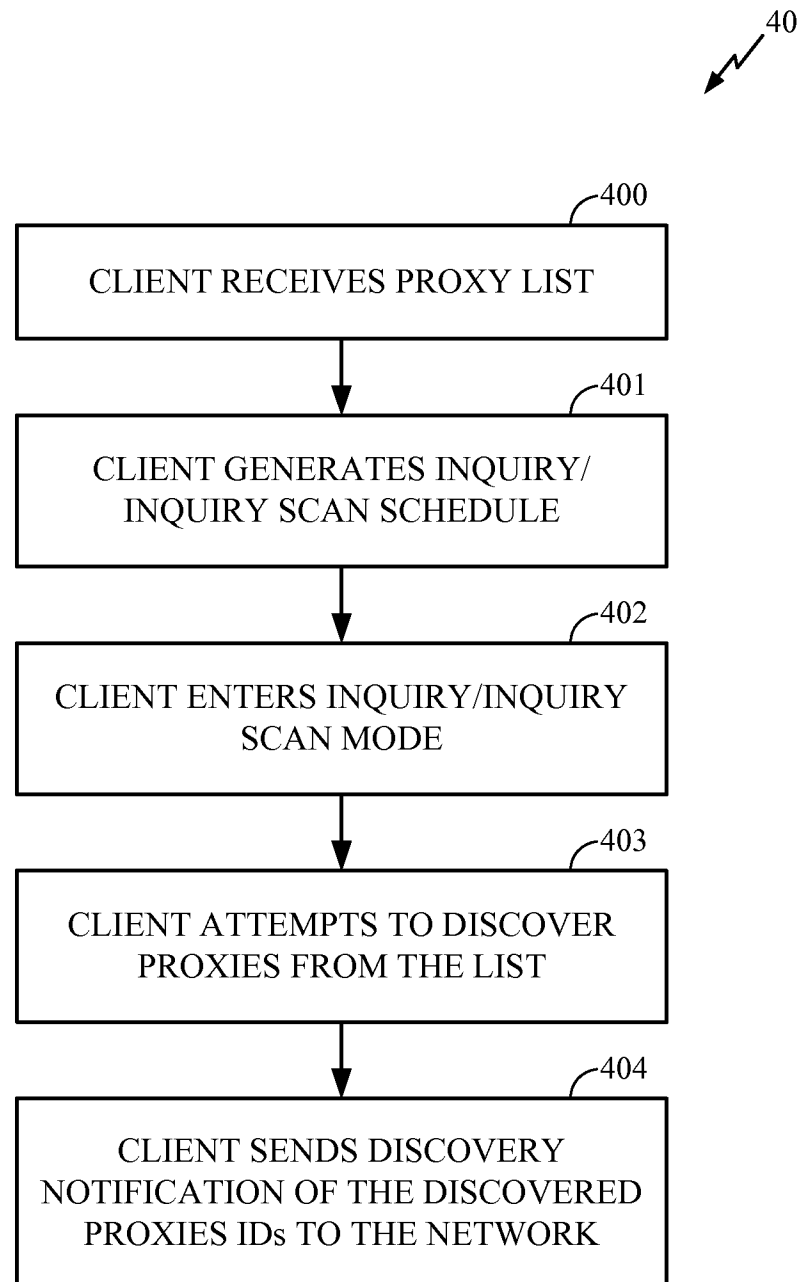 40
400
CLIENT RECEIVES PROXY LIST
401
CLIENT GENERATES INQUIRY/
INQUIRY SCAN SCHEDULE
402
CLIENT ENTERS INQUIRY/INQUIRY
SCAN MODE
403
CLIENT ATTEMPTS TO DISCOVER
PROXIES FROM THE LIST
404
CLIENT SENDS DISCOVERY
NOTIFICATION OF THE DISCOVERED
PROXIES IDs TO THE NETWORK